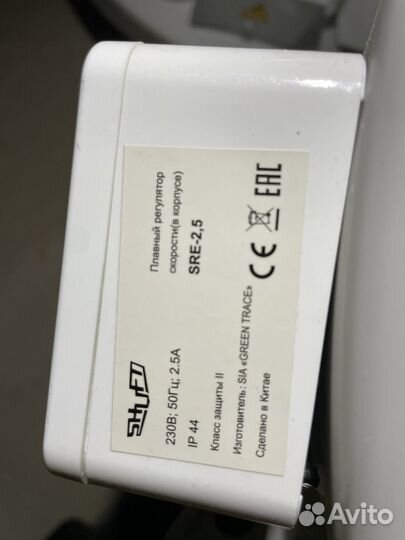 SHUFT
Плавный регулятор
скорости(в корпусе)
SRE-2,5
230В; 50Гц; 2.5А
IP 44
Класс защиты II
Изготовитель: SIA «GREEN TRACE»
Сделано в Китае
CE
EAC
Avito